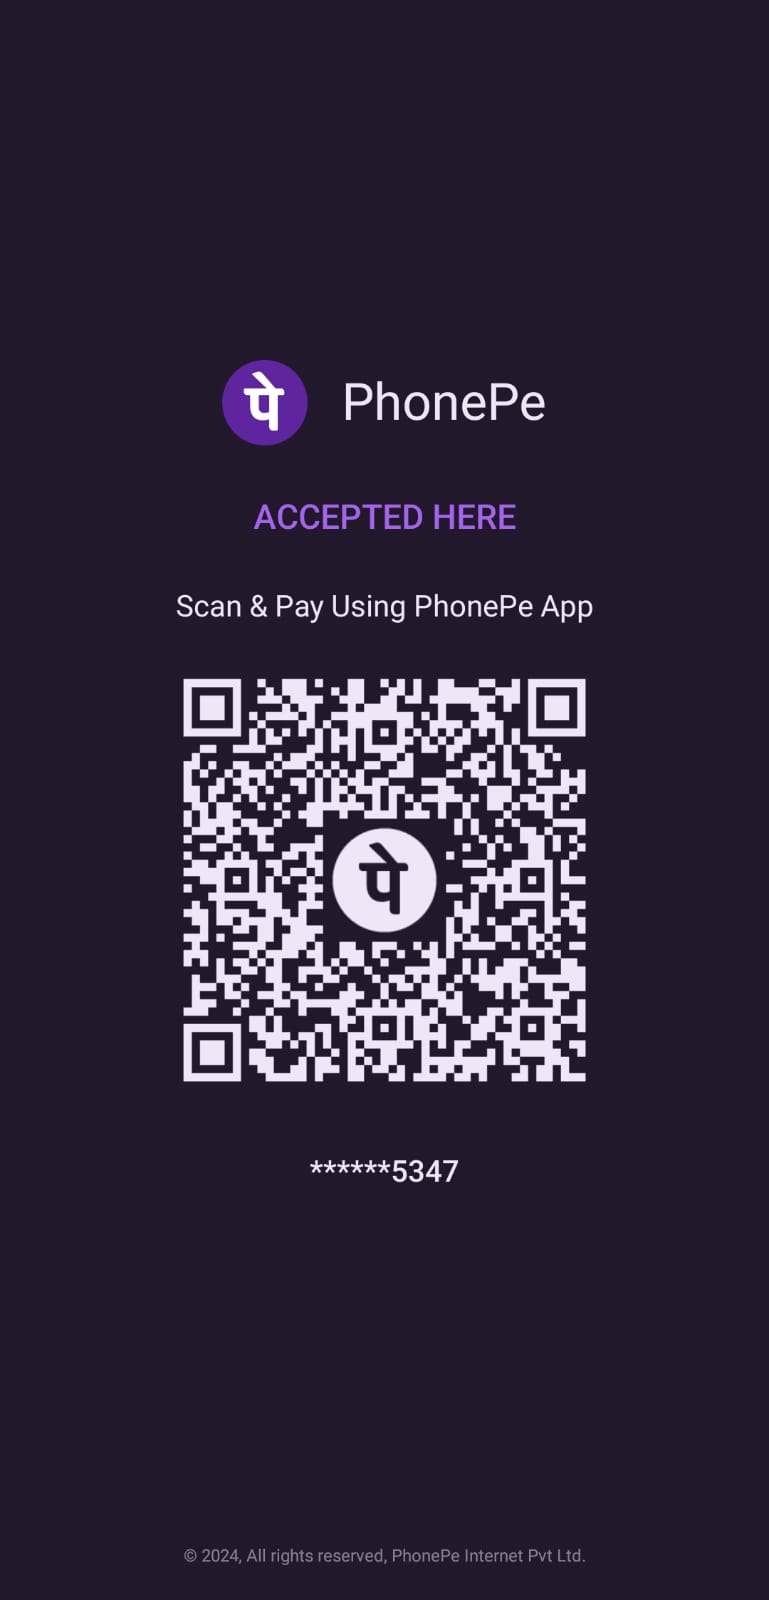 पे PhonePe
ACCEPTED HERE
Scan & Pay Using PhonePe App
पे
******5347
© 2024, All rights reserved, PhonePe Internet Pvt Ltd.